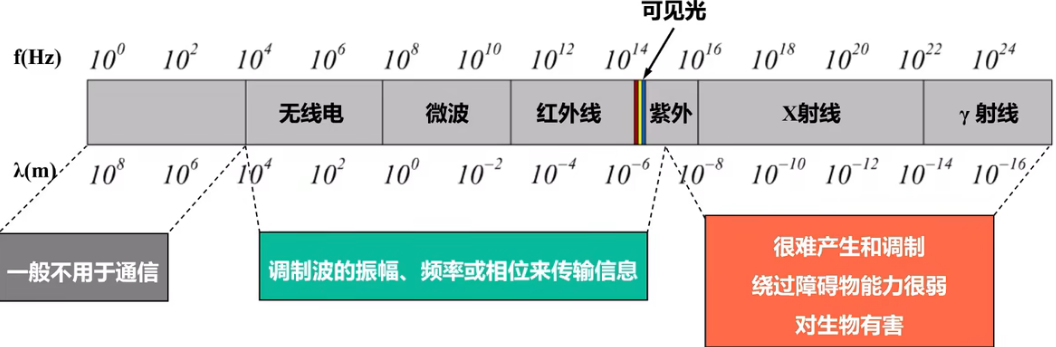 可见光
f(Hz) 10^0 10^2 10^4 10^6 10^8 10^10 10^12 10^14 10^16 10^18 10^20 10^22 10^24
无线电 微波 红外线 紫外 X射线 γ 射线
λ(m) 10^8 10^6 10^4 10^2 10^0 10^−2 10^−4 10^−6 10^−8 10^−10 10^−12 10^−14 10^−16
一般不用于通信
调制波的振幅、频率或相位来传输信息
很难产生和调制
绕过障碍物能力很弱
对生物有害